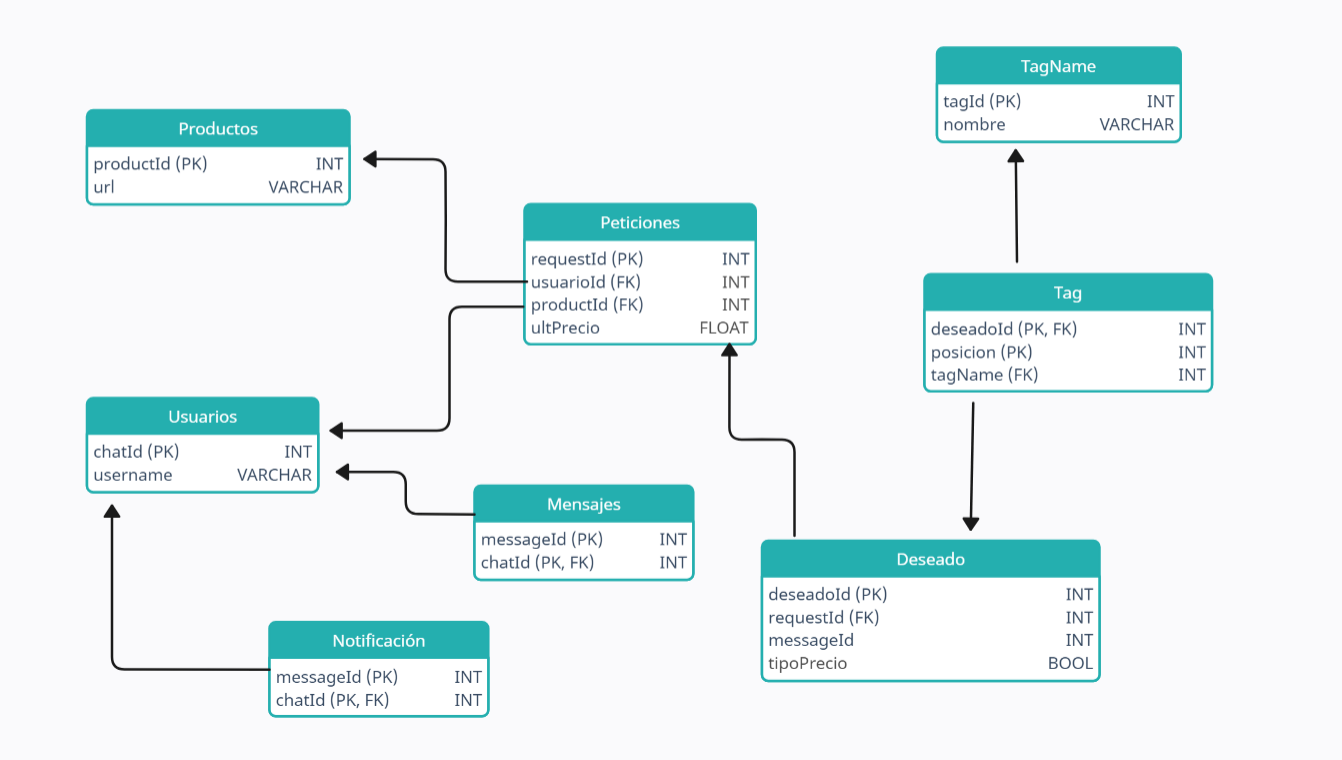 TagName
tagId (PK) INT
nombre VARCHAR
Productos
productId (PK) INT
url VARCHAR
Peticiones
requestId (PK) INT
usuarioId (FK) INT
productId (FK) INT
ultPrecio FLOAT
Tag
deseadoId (PK, FK) INT
posicion (PK) INT
tagName (FK) INT
Usuarios
chatId (PK) INT
username VARCHAR
Mensajes
messageId (PK) INT
chatId (PK, FK) INT
Deseado
deseadoId (PK) INT
requestId (FK) INT
messageId INT
tipoPrecio BOOL
Notificación
messageId (PK) INT
chatId (PK, FK) INT